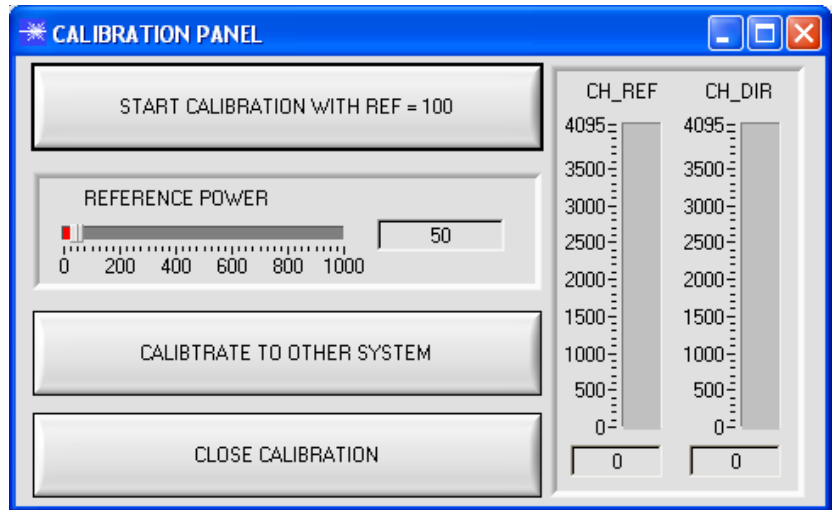 CALIBRATION PANEL
START CALIBRATION WITH REF = 100
REFERENCE POWER
50
0 200 400 600 800 1000
CALIBTRATE TO OTHER SYSTEM
CLOSE CALIBRATION
CH_REF CH_DIR
4095 4095
3500 3500
3000 3000
2500 2500
2000 2000
1500 1500
1000 1000
500 500
0 0
0 0